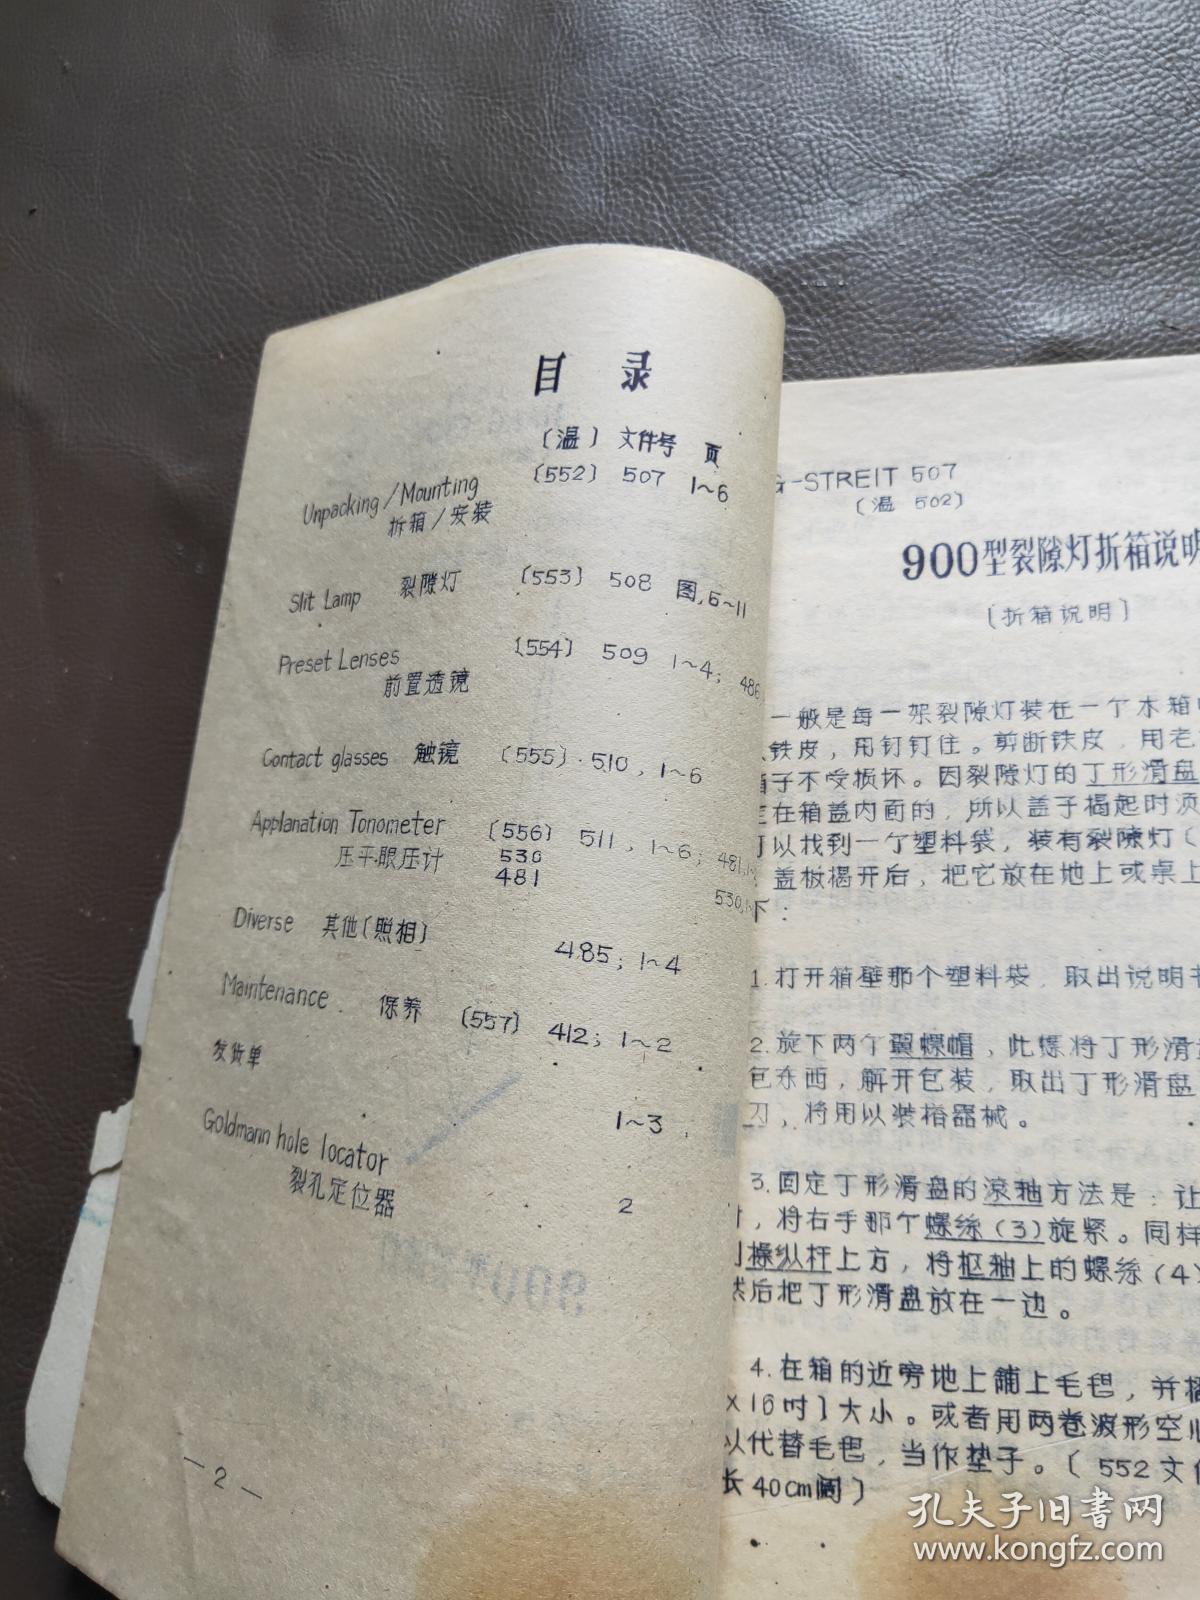 目 录
〔温〕 文件号 页
Unpacking/Mounting 〔552〕 507 1~6
拆箱/安装
Slit Lamp 裂隙灯 〔553〕 508 图,5~11
Preset Lenses 〔554〕 509 1~4; 486
前置透镜
Contact glasses 触镜 〔555〕·510, 1~6
Applanation Tonometer 〔556〕 511, 1~6; 481,1~
压平眼压计 530
481 530,1~
Diverse 其他〔照相〕 485; 1~4
Maintenance 保养 〔557〕 412; 1~2
发货单 1~3
Goldmann hole locator
裂孔定位器 2
—2—
G-STREIT 507
〔温 502〕
900型裂隙灯折箱说明
〔折箱说明〕
一般是每一架裂隙灯装在一个木箱
铁皮，用钉钉住。剪断铁皮，用老
箱子不受损坏。因裂隙灯的丁形滑盘
在箱盖内面的，所以盖子揭起时须
可以找到一个塑料袋，装有裂隙灯(
盖板揭开后，把它放在地上或桌上
下：
1.打开箱壁那个塑料袋，取出说明书
2.旋下两个翼螺帽，此螺将丁形滑
包东西，解开包装，取出丁形滑盘
刀，将用以装楷器械。
3.固定丁形滑盘的滚轴方法是：让
，将右手那个螺丝(3)旋紧。同样
操纵杆上方，将枢轴上的螺丝(4)
然后把丁形滑盘放在一边。
4.在箱的近旁地上铺上毛毯，并摺
×16吋〕大小。或者用两卷波形空心
以代替毛毯，当作垫子。〔552文件
长40cm阔〕
孔夫子旧书网
www.kongfz.com